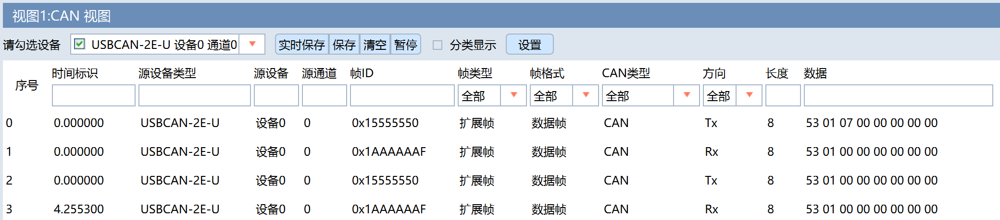 视图1:CAN 视图
请勾选设备 USBCAN-2E-U 设备0 通道0 实时保存 保存 清空 暂停 分类显示 设置
序号 时间标识 源设备类型 源设备 源通道 帧ID 帧类型 帧格式 CAN类型 方向 长度 数据
全部 全部 全部 全部
0 0.000000 USBCAN-2E-U 设备0 0 0x15555550 扩展帧 数据帧 CAN Tx 8 53 01 07 00 00 00 00 00
1 0.000000 USBCAN-2E-U 设备0 0 0x1AAAAAAF 扩展帧 数据帧 CAN Rx 8 53 01 00 00 00 00 00 00
2 0.000000 USBCAN-2E-U 设备0 0 0x15555550 扩展帧 数据帧 CAN Tx 8 53 01 00 00 00 00 00 00
3 4.255300 USBCAN-2E-U 设备0 0 0x1AAAAAAF 扩展帧 数据帧 CAN Rx 8 53 01 00 00 00 00 00 00